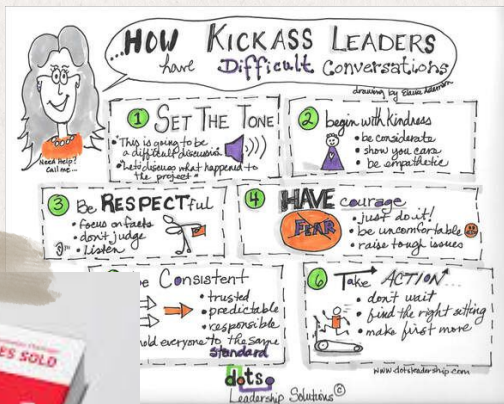 ...HOW KICKASS LEADERS
have Difficult Conversations
drawing by
Need Help?
Call me...
1 SET THE TONE
• This is going to be
a difficult discussion
• Let's discuss what happened to
the project
2 begin with Kindness
• be considerate
• show you care
• be empathetic
3 Be RESPECTful
• focus on facts
• don't judge
• Listen
4 HAVE courage
FEAR
• just do it!
• be uncomfortable
• raise tough issues
Consistent
• trusted
• predictable
• responsible
everyone to the same
standard
6 Take ACTION...
• don't wait
• find the right setting
• make first move
www.dotsleadership.com
dots
Leadership Solutions ©
ES SOLD